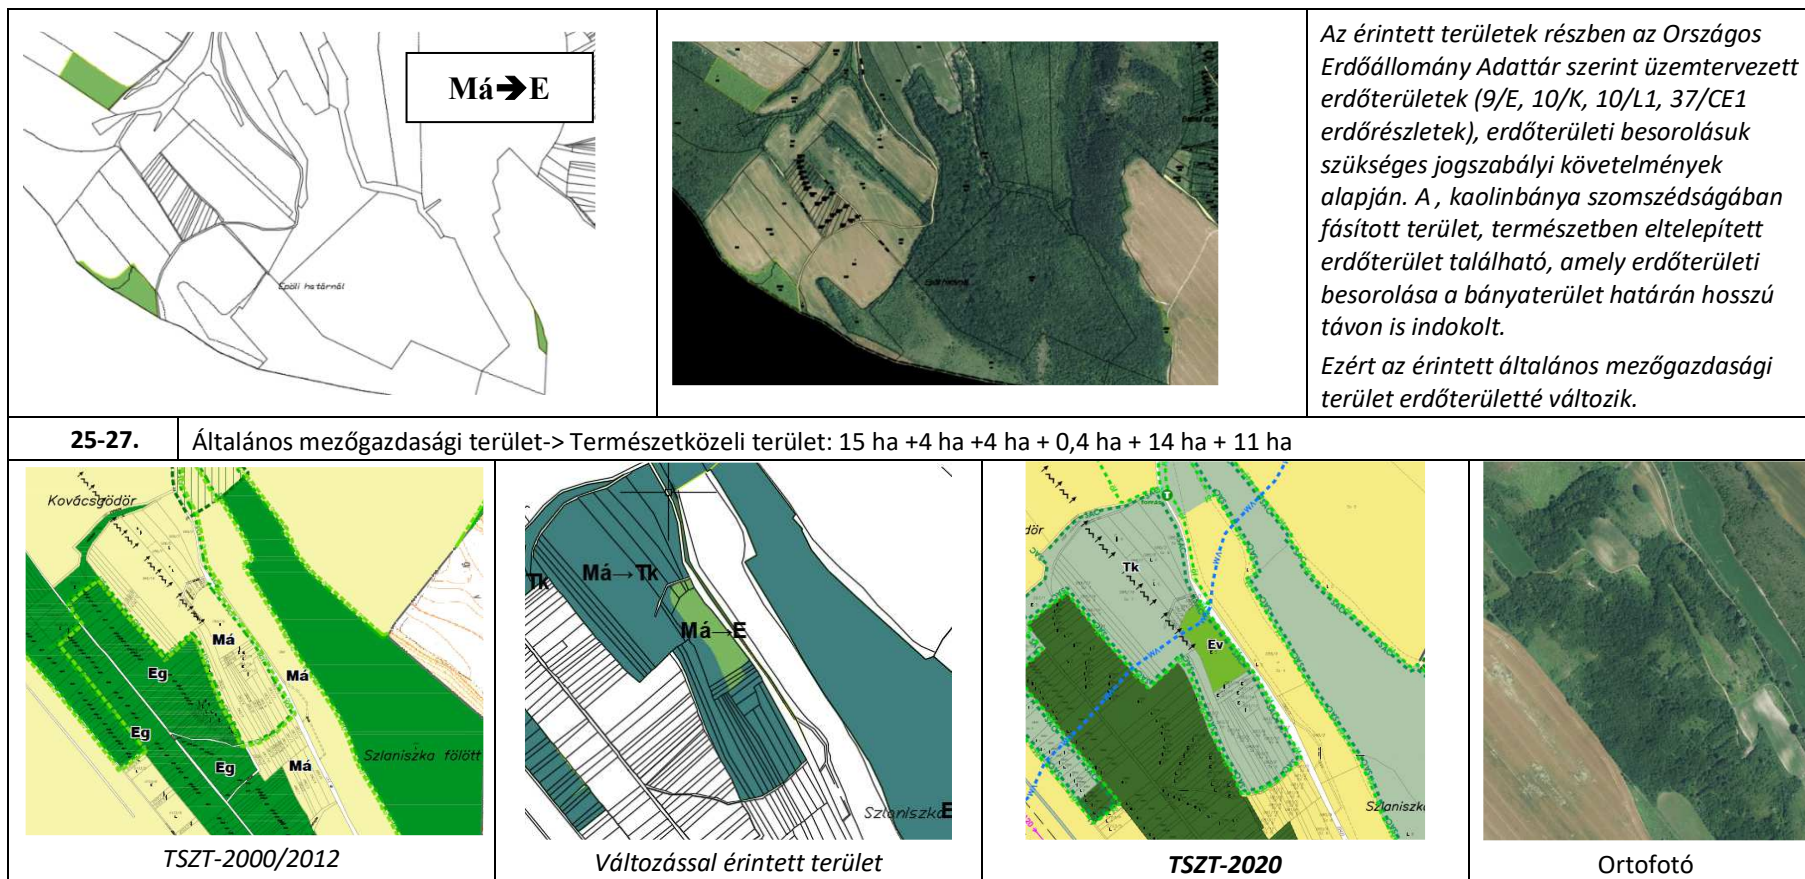 Má➔E
Epöli határnál
Az érintett területek részben az Országos
Erdőállomány Adattár szerint üzemtervezett
erdőterületek (9/E, 10/K, 10/L1, 37/CE1
erdőrészletek), erdőterületi besorolásuk
szükséges jogszabályi követelmények
alapján. A , kaolinbánya szomszédságában
fásított terület, természetben eltelepített
erdőterület található, amely erdőterületi
besorolása a bányaterület határán hosszú
távon is indokolt.
Ezért az érintett általános mezőgazdasági
terület erdőterületté változik.
25-27.
Általános mezőgazdasági terület-> Természetközeli terület: 15 ha +4 ha +4 ha + 0,4 ha + 14 ha + 11 ha
Kovácsgödör
Má
Má
Eg
Eg
Eg
Má
Szlaniszka fölött
TSZT-2000/2012
Tk
Má→Tk
Má→E
Szlaniszka
E
Változással érintett terület
dör
Tk
Ev
VM
VM
Szlaniszk
TSZT-2020
Ortofotó